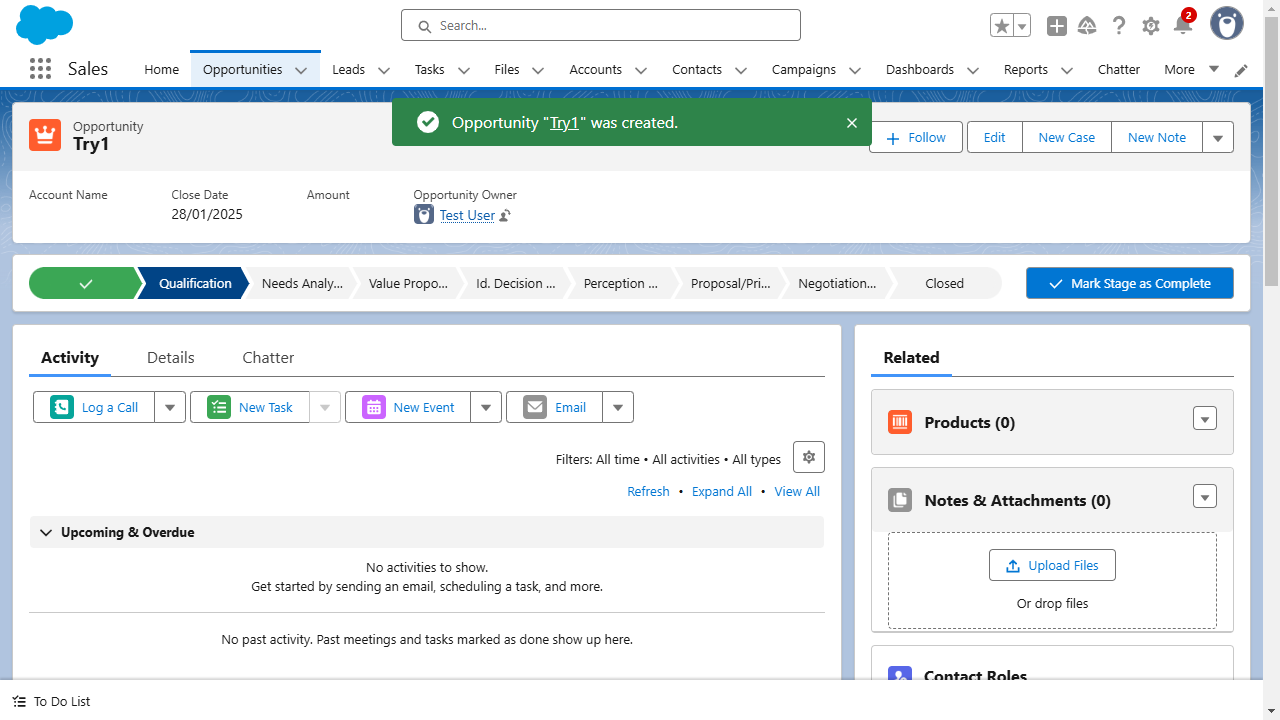 Search...
2
Sales
Home
Opportunities
Leads
Tasks
Files
Accounts
Contacts
Campaigns
Dashboards
Reports
Chatter
More
Opportunity
Try1
Opportunity "Try1" was created.
Follow
Edit
New Case
New Note
Account Name
Close Date
28/01/2025
Amount
Opportunity Owner
Test User
Qualification
Needs Analy...
Value Propo...
Id. Decision ...
Perception ...
Proposal/Pri...
Negotiation...
Closed
Mark Stage as Complete
Activity
Details
Chatter
Log a Call
New Task
New Event
Email
Filters: All time • All activities • All types
Refresh • Expand All • View All
Upcoming & Overdue
No activities to show.
Get started by sending an email, scheduling a task, and more.
No past activity. Past meetings and tasks marked as done show up here.
Related
Products (0)
Notes & Attachments (0)
Upload Files
Or drop files
Contact Roles
To Do List